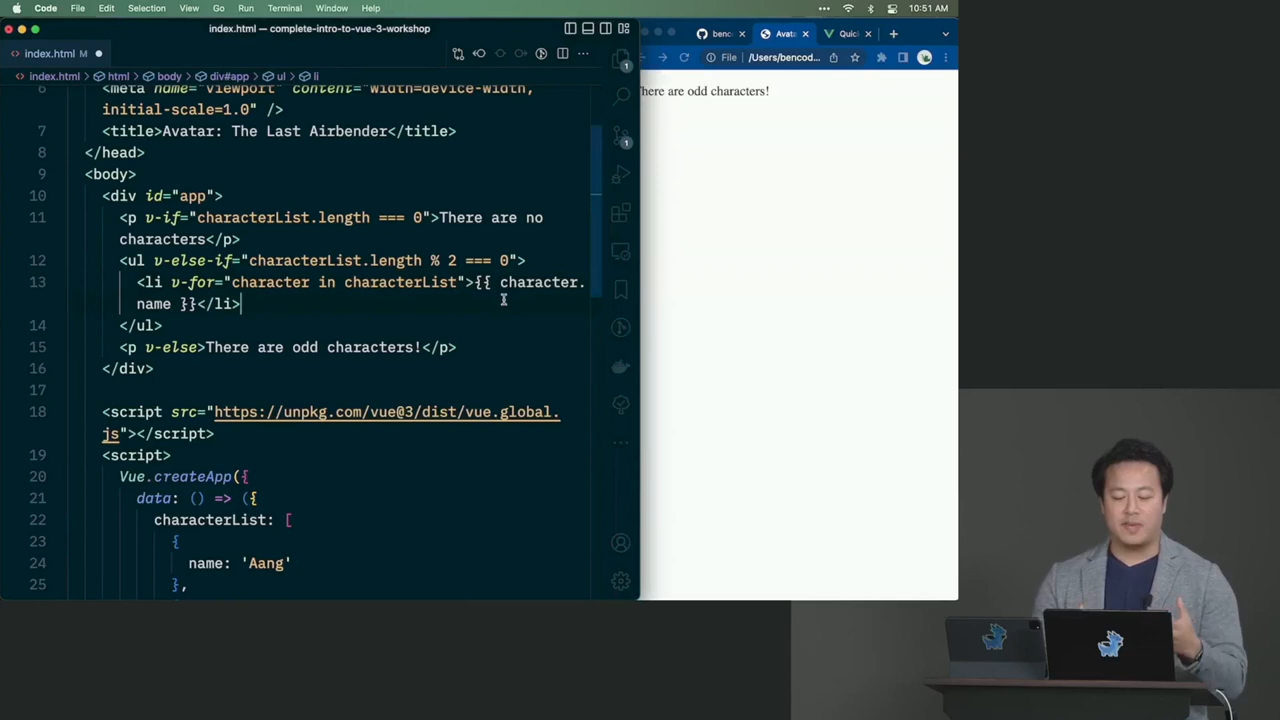 Code File Edit Selection View Go Run Terminal Window Help 10:51 AM
index.html — complete-intro-to-vue-3-workshop
index.html M
benc Avata Quic
File /Users/bencod...
index.html > html > body > div#app > ul > li
6 <meta name="viewport" content="width=device-width,
initial-scale=1.0" />
7 <title>Avatar: The Last Airbender</title>
8 </head>
9 <body>
10 <div id="app">
11 <p v-if="characterList.length === 0">There are no
characters</p>
12 <ul v-else-if="characterList.length % 2 === 0">
13 <li v-for="character in characterList">{{ character.
name }}</li>
14 </ul>
15 <p v-else>There are odd characters!</p>
16 </div>
17
18 <script src="https://unpkg.com/vue@3/dist/vue.global.
js"></script>
19 <script>
20 Vue.createApp({
21 data: () => ({
22 characterList: [
23 {
24 name: 'Aang'
25 },
1
1
here are odd characters!